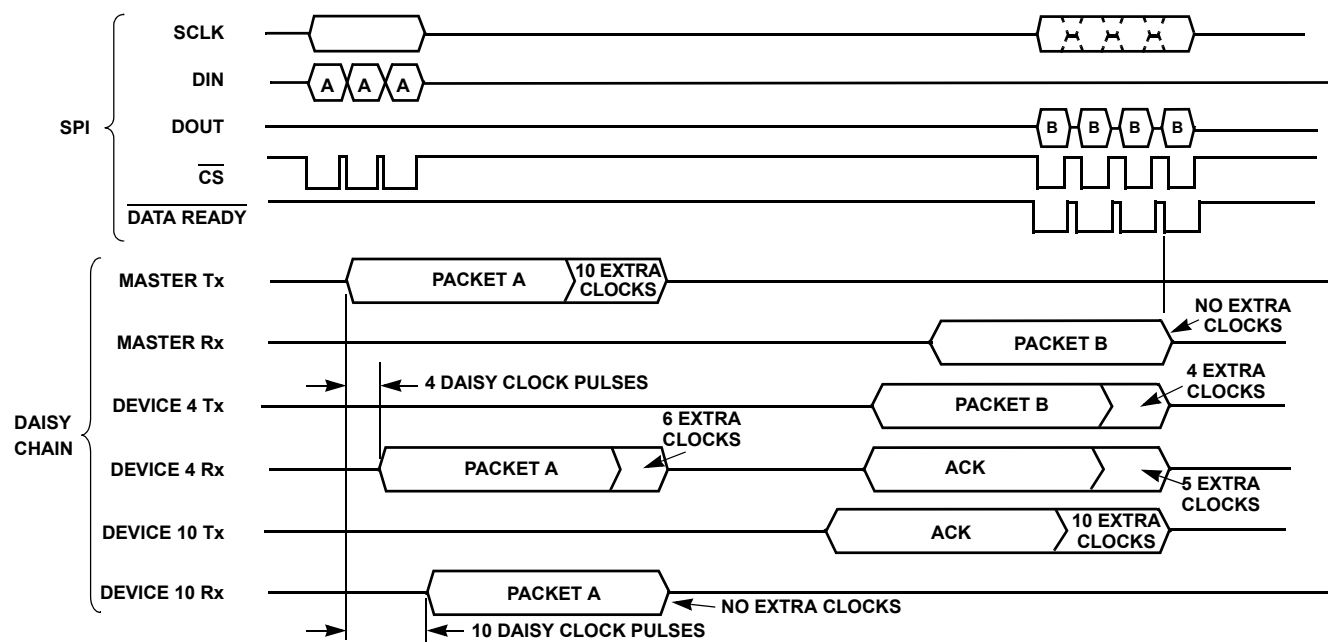 SPI
SCLK
DIN
A A A
DOUT
B B B B
CS
DATA READY
DAISY
CHAIN
MASTER Tx
PACKET A
10 EXTRA
CLOCKS
MASTER Rx
PACKET B
NO EXTRA
CLOCKS
4 DAISY CLOCK PULSES
DEVICE 4 Tx
PACKET B
4 EXTRA
CLOCKS
6 EXTRA
CLOCKS
DEVICE 4 Rx
PACKET A
ACK
5 EXTRA
CLOCKS
DEVICE 10 Tx
ACK
10 EXTRA
CLOCKS
DEVICE 10 Rx
PACKET A
NO EXTRA CLOCKS
10 DAISY CLOCK PULSES